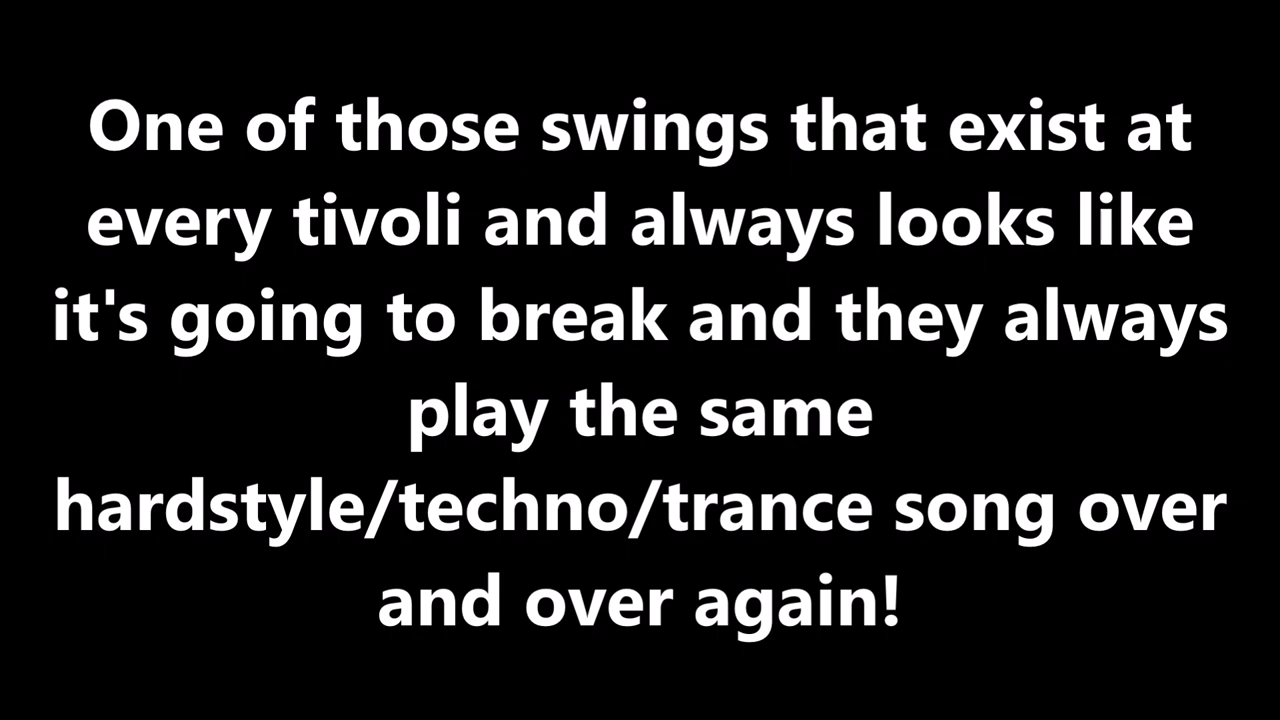 One of those swings that exist at
every tivoli and always looks like
it's going to break and they always
play the same
hardstyle/techno/trance song over
and over again!